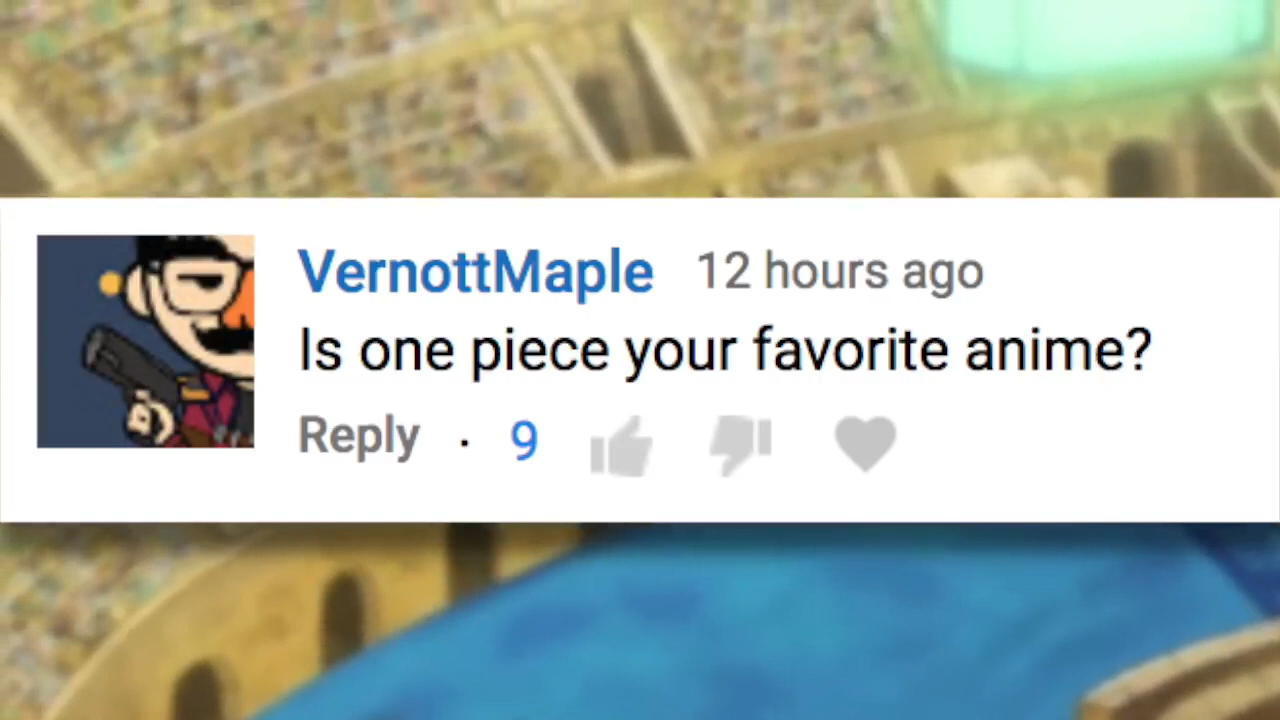 VernottMaple 12 hours ago
Is one piece your favorite anime?
Reply · 9